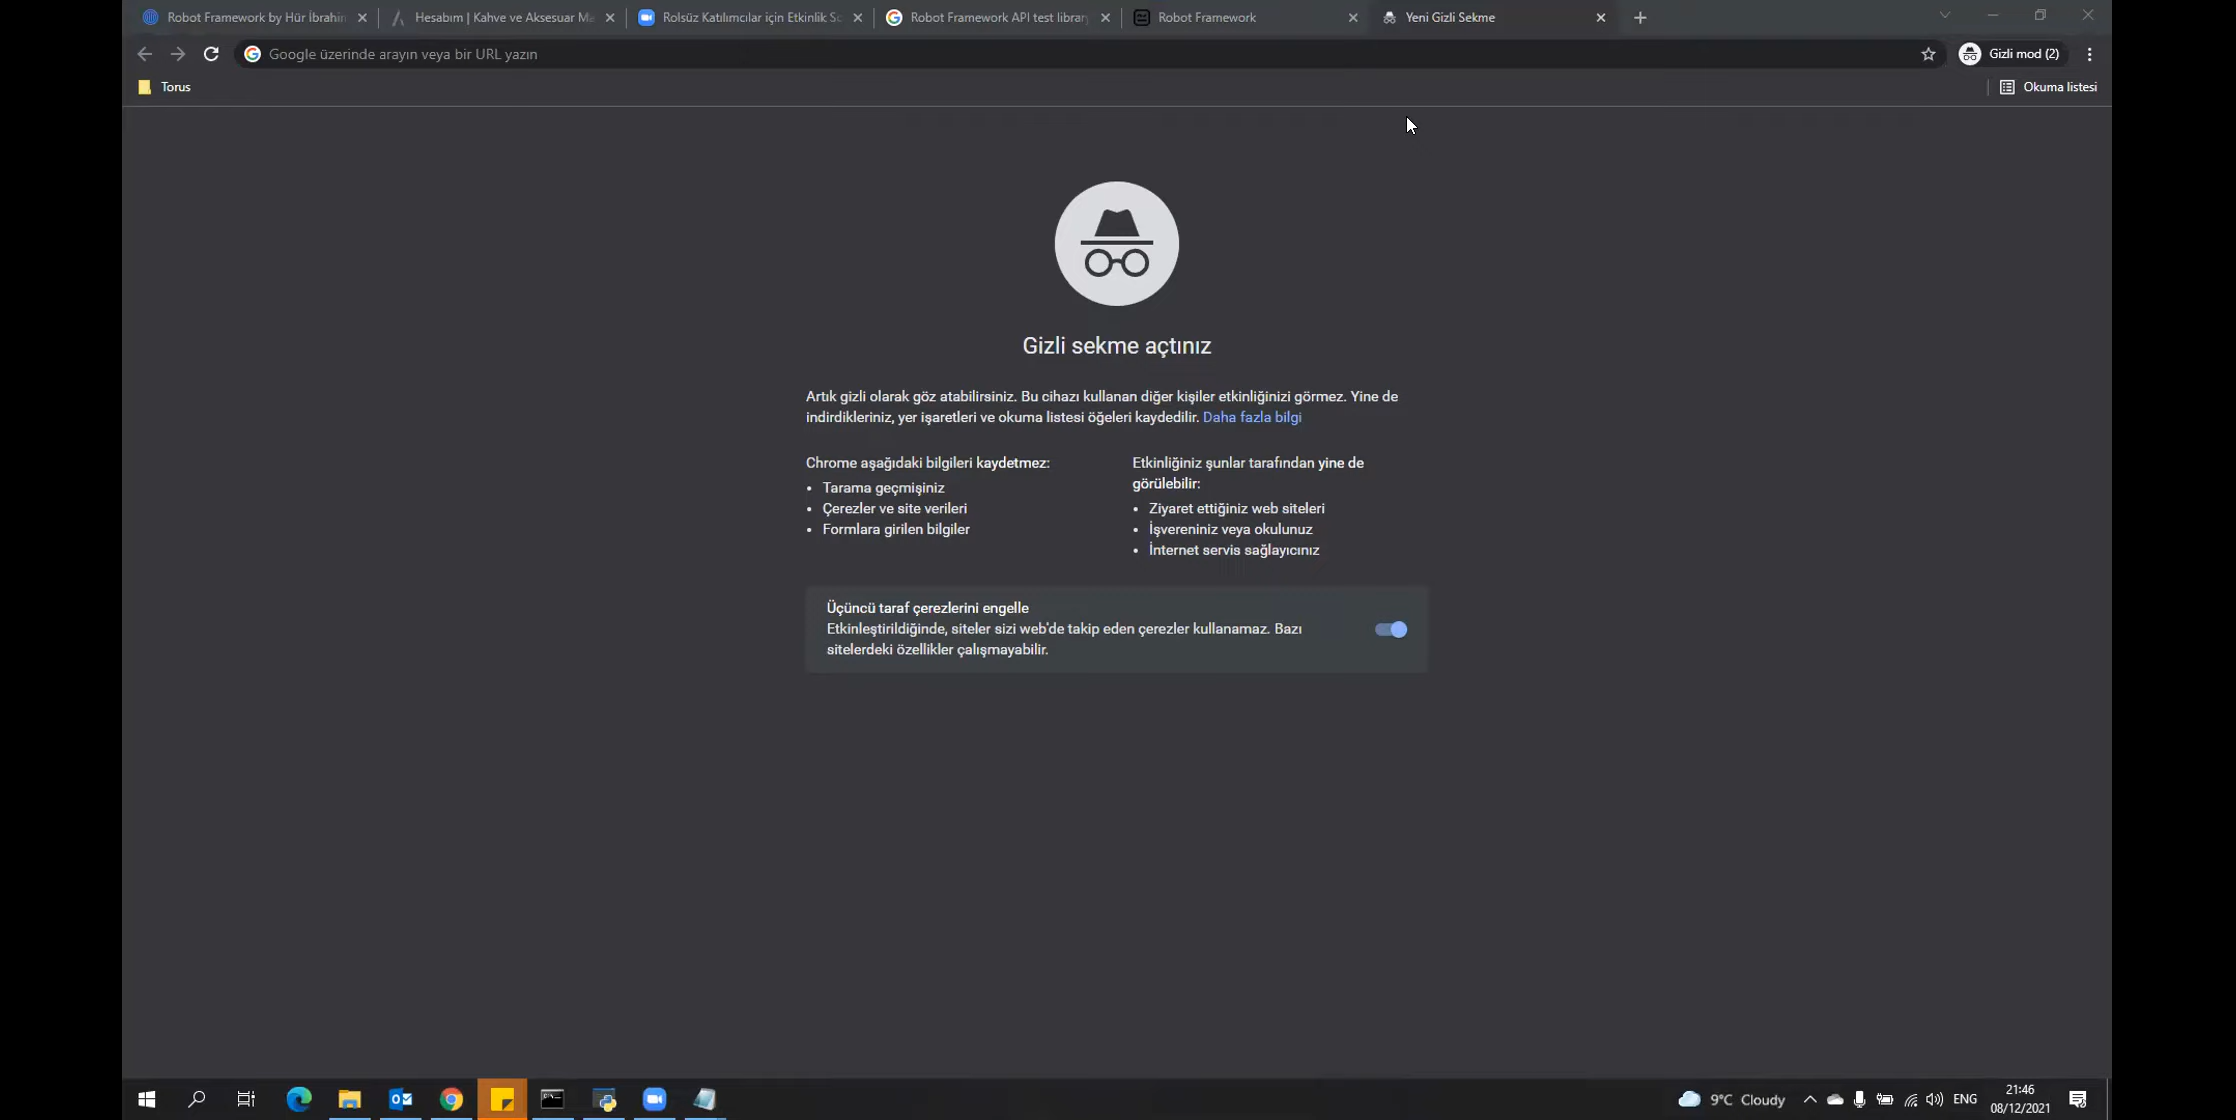 Robot Framework by Hür İbrahim
Hesabım | Kahve ve Aksesuar Ma
Rolsüz Katılımcılar için Etkinlik So
Robot Framework API test library
Robot Framework
Yeni Gizli Sekme
Google üzerinde arayın veya bir URL yazın
Gizli mod (2)
Torus
Okuma listesi
Gizli sekme açtınız
Artık gizli olarak göz atabilirsiniz. Bu cihazı kullanan diğer kişiler etkinliğinizi görmez. Yine de
indirdikleriniz, yer işaretleri ve okuma listesi öğeleri kaydedilir. Daha fazla bilgi
Chrome aşağıdaki bilgileri kaydetmez:
• Tarama geçmişiniz
• Çerezler ve site verileri
• Formlara girilen bilgiler
Etkinliğiniz şunlar tarafından yine de
görülebilir:
• Ziyaret ettiğiniz web siteleri
• İşvereniniz veya okulunuz
• İnternet servis sağlayıcınız
Üçüncü taraf çerezlerini engelle
Etkinleştirildiğinde, siteler sizi web'de takip eden çerezler kullanamaz. Bazı
sitelerdeki özellikler çalışmayabilir.
9°C Cloudy
ENG
21:46
08/12/2021